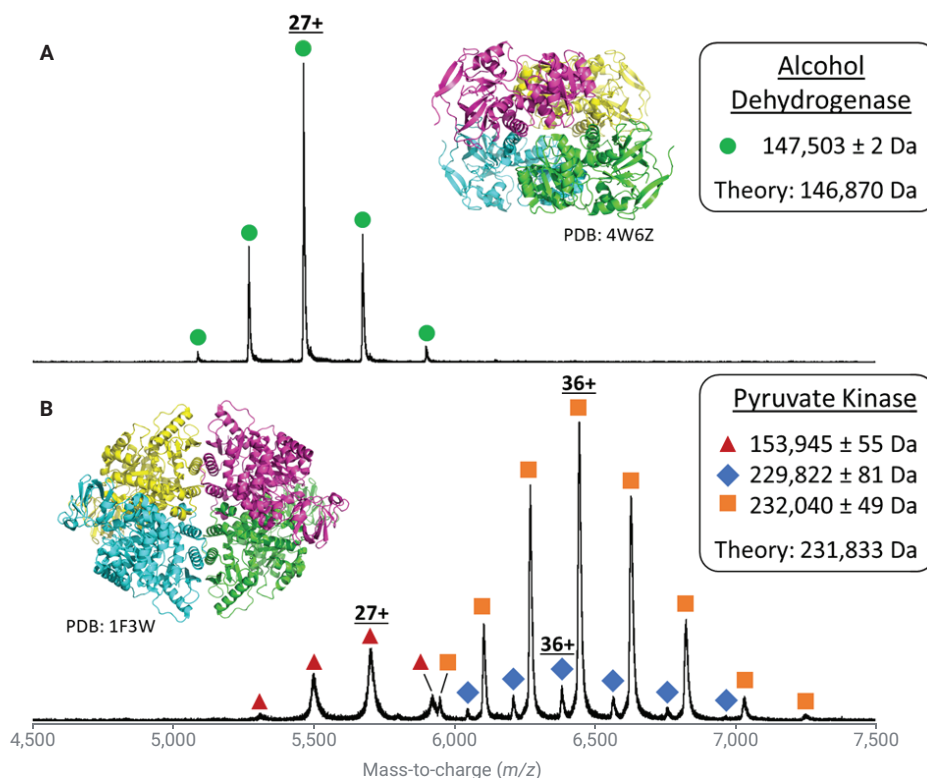 A
27+
Alcohol
Dehydrogenase
147,503 ± 2 Da
Theory: 146,870 Da
PDB: 4W6Z
B
36+
Pyruvate Kinase
153,945 ± 55 Da
229,822 ± 81 Da
232,040 ± 49 Da
Theory: 231,833 Da
PDB: 1F3W
27+
36+
4,500 5,000 5,500 6,000 6,500 7,000 7,500
Mass-to-charge (m/z)